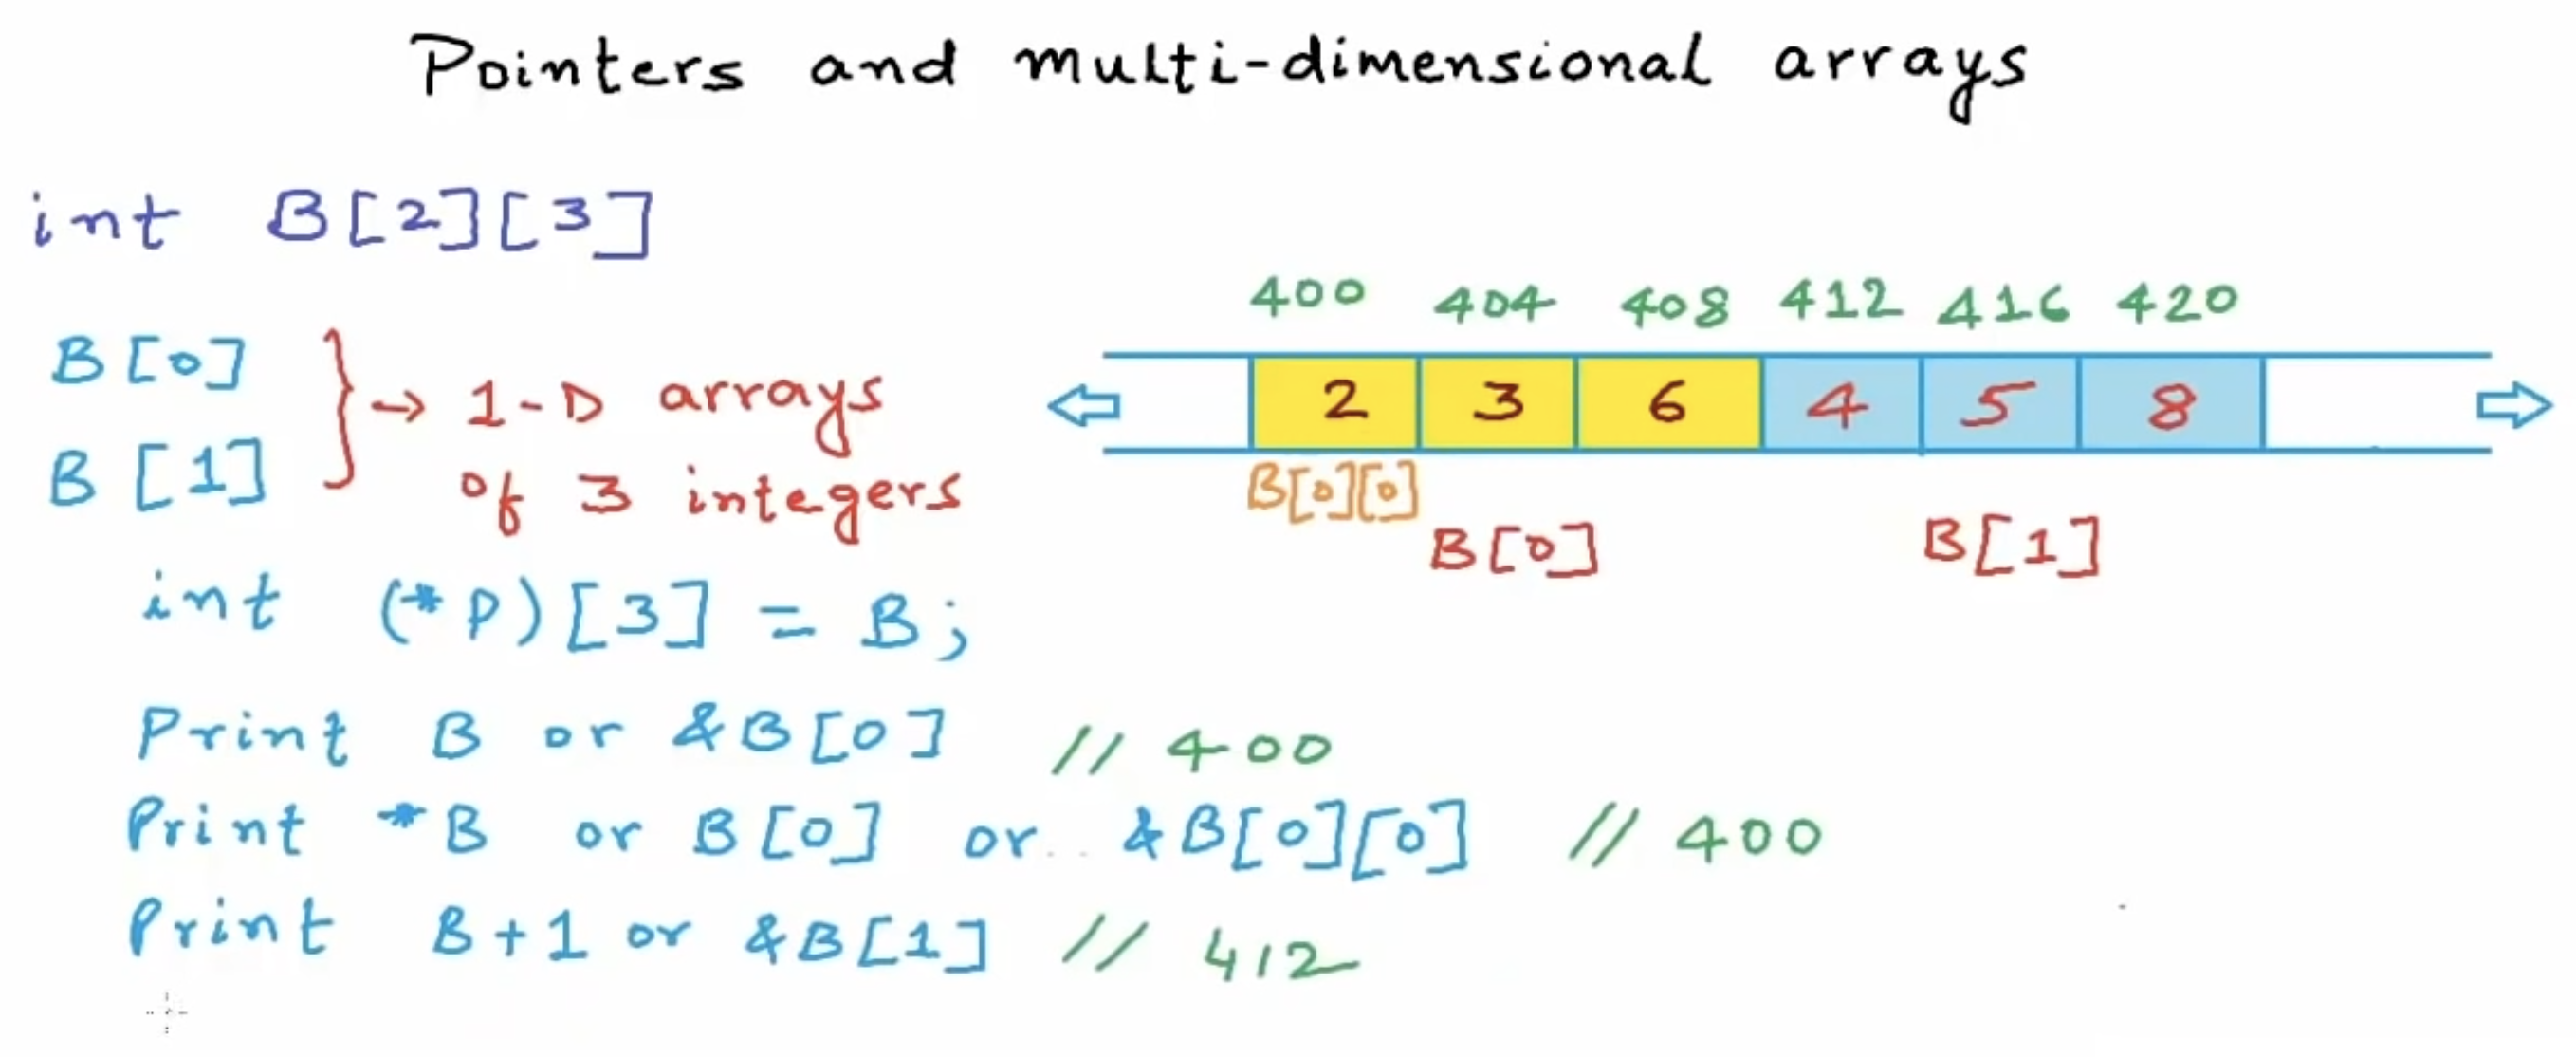 Pointers and multi-dimensional arrays
int B[2][3]
400 404 408 412 416 420
2 3 6 4 5 8
B[0][0]
B[0] B[1]
B[0]
B[1]
→ 1-D arrays
of 3 integers
int (*P)[3] = B;
Print B or &B[0] // 400
Print *B or B[0] or &B[0][0] // 400
Print B+1 or &B[1] // 412